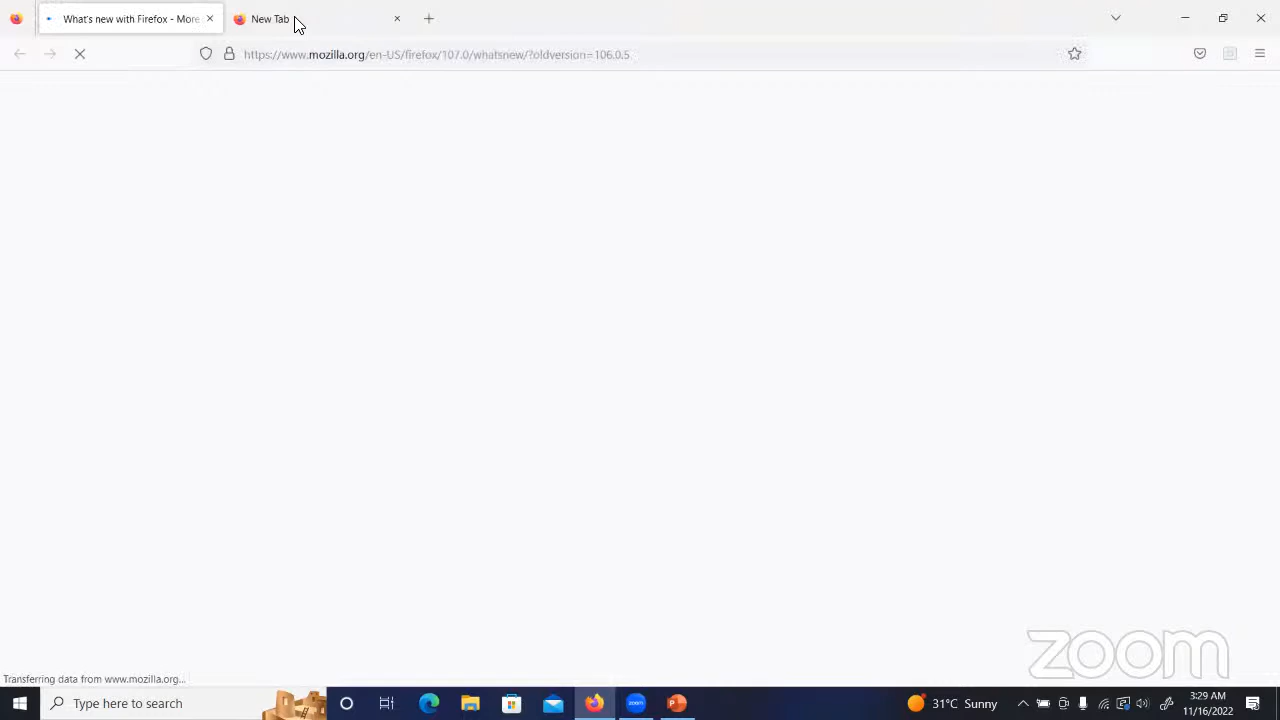 What's new with Firefox - More
New Tab
https://www.mozilla.org/en-US/firefox/107.0/whatsnew/?oldversion=106.0.5
zoom
Transferring data from www.mozilla.org...
Type here to search
zoom
31°C Sunny
3:29 AM
11/16/2022